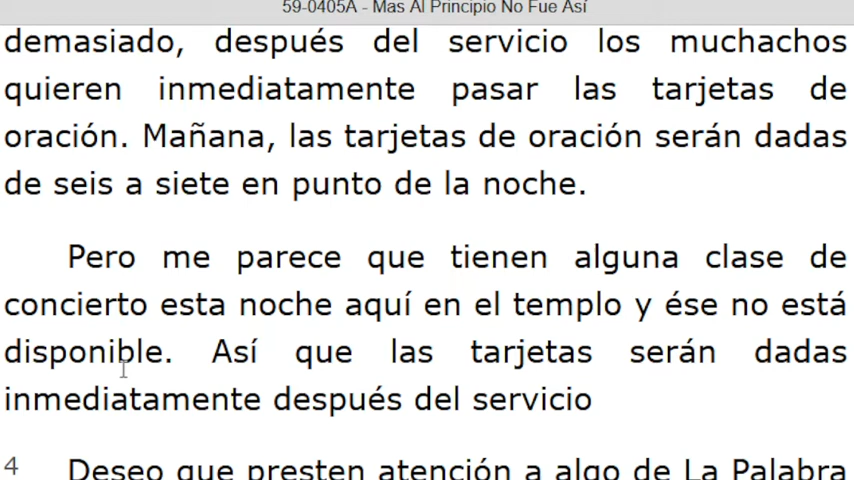 59-0405A - Mas Al Principio No Fue Así
demasiado, después del servicio los muchachos
quieren inmediatamente pasar las tarjetas de
oración. Mañana, las tarjetas de oración serán dadas
de seis a siete en punto de la noche.
Pero me parece que tienen alguna clase de
concierto esta noche aquí en el templo y ése no está
disponible. Así que las tarjetas serán dadas
inmediatamente después del servicio
4 Deseo que presten atención a algo de La Palabra